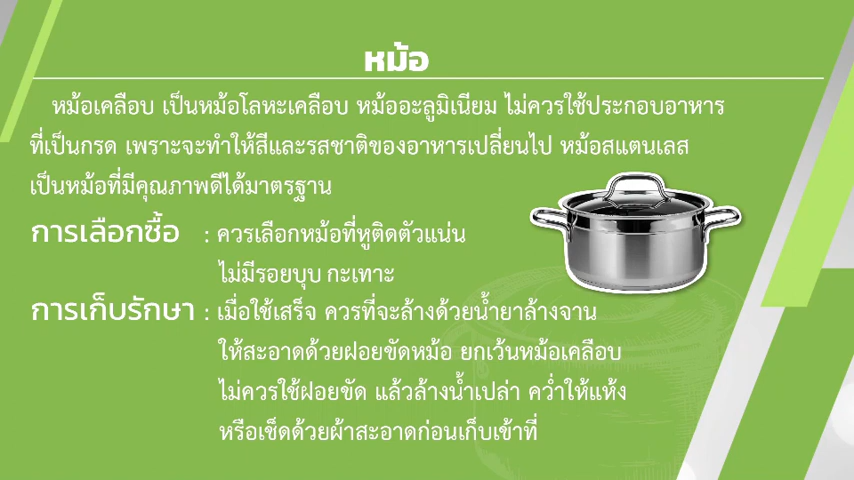 หม้อ
หม้อเคลือบ เป็นหม้อโลหะเคลือบ หม้ออะลูมิเนียม ไม่ควรใช้ประกอบอาหาร
ที่เป็นกรด เพราะจะทำให้สีและรสชาติของอาหารเปลี่ยนไป หม้อสแตนเลส
เป็นหม้อที่มีคุณภาพดีได้มาตรฐาน
การเลือกซื้อ : ควรเลือกหม้อที่หูติดตัวแน่น
ไม่มีรอยบุบ กะเทาะ
การเก็บรักษา : เมื่อใช้เสร็จ ควรที่จะล้างด้วยน้ำยาล้างจาน
ให้สะอาดด้วยฝอยขัดหม้อ ยกเว้นหม้อเคลือบ
ไม่ควรใช้ฝอยขัด แล้วล้างน้ำเปล่า คว่ำให้แห้ง
หรือเช็ดด้วยผ้าสะอาดก่อนเก็บเข้าที่